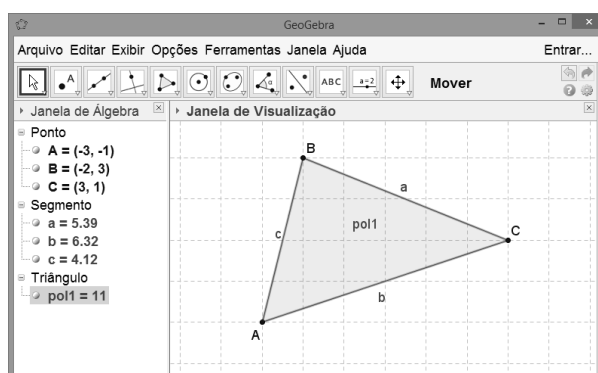 GeoGebra
Arquivo Editar Exibir Opções Ferramentas Janela Ajuda Entrar...
A ABC a=2 Mover
Janela de Álgebra
Janela de Visualização
Ponto
A = (-3, -1)
B = (-2, 3)
C = (3, 1)
Segmento
a = 5.39
b = 6.32
c = 4.12
Triângulo
pol1 = 11
B
a
c
pol1
C
b
A